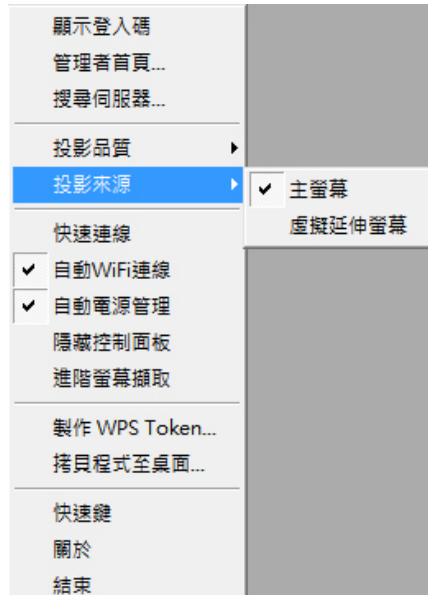 顯示登入碼
管理者首頁...
搜尋伺服器...
投影品質
投影來源
主螢幕
虛擬延伸螢幕
快速連線
自動WiFi連線
自動電源管理
隱藏控制面板
進階螢幕擷取
製作 WPS Token...
拷貝程式至桌面...
快速鍵
關於
結束